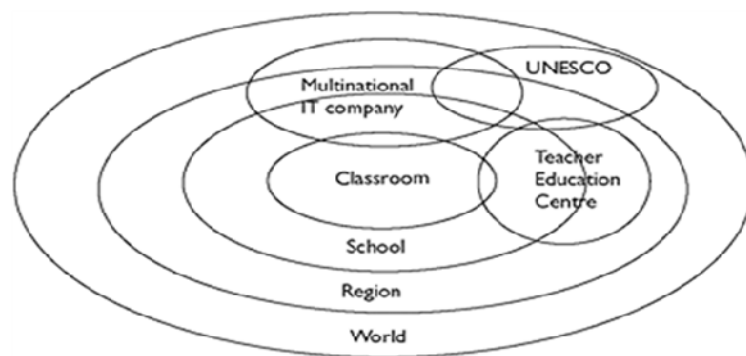 UNESCO
Multinational
IT company
Teacher
Education
Centre
Classroom
School
Region
World